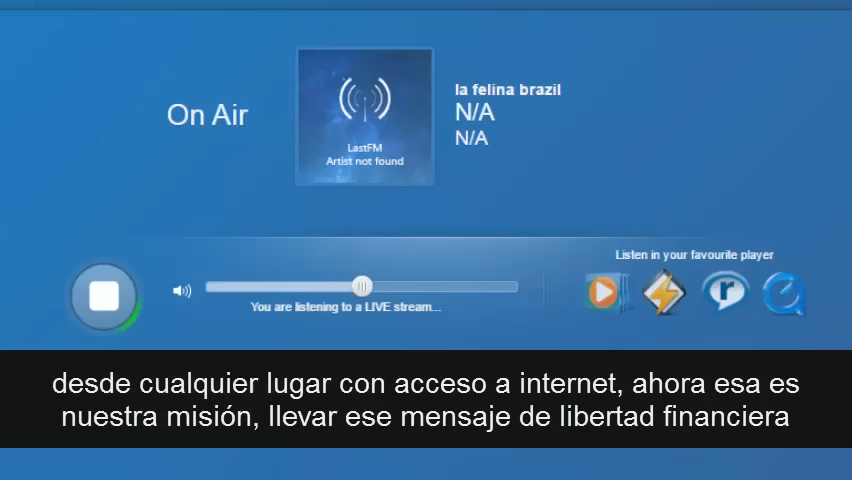 On Air
LastFM
Artist not found
la felina brazil
N/A
N/A
Listen in your favourite player
You are listening to a LIVE stream...
desde cualquier lugar con acceso a internet, ahora esa es
nuestra misión, llevar ese mensaje de libertad financiera